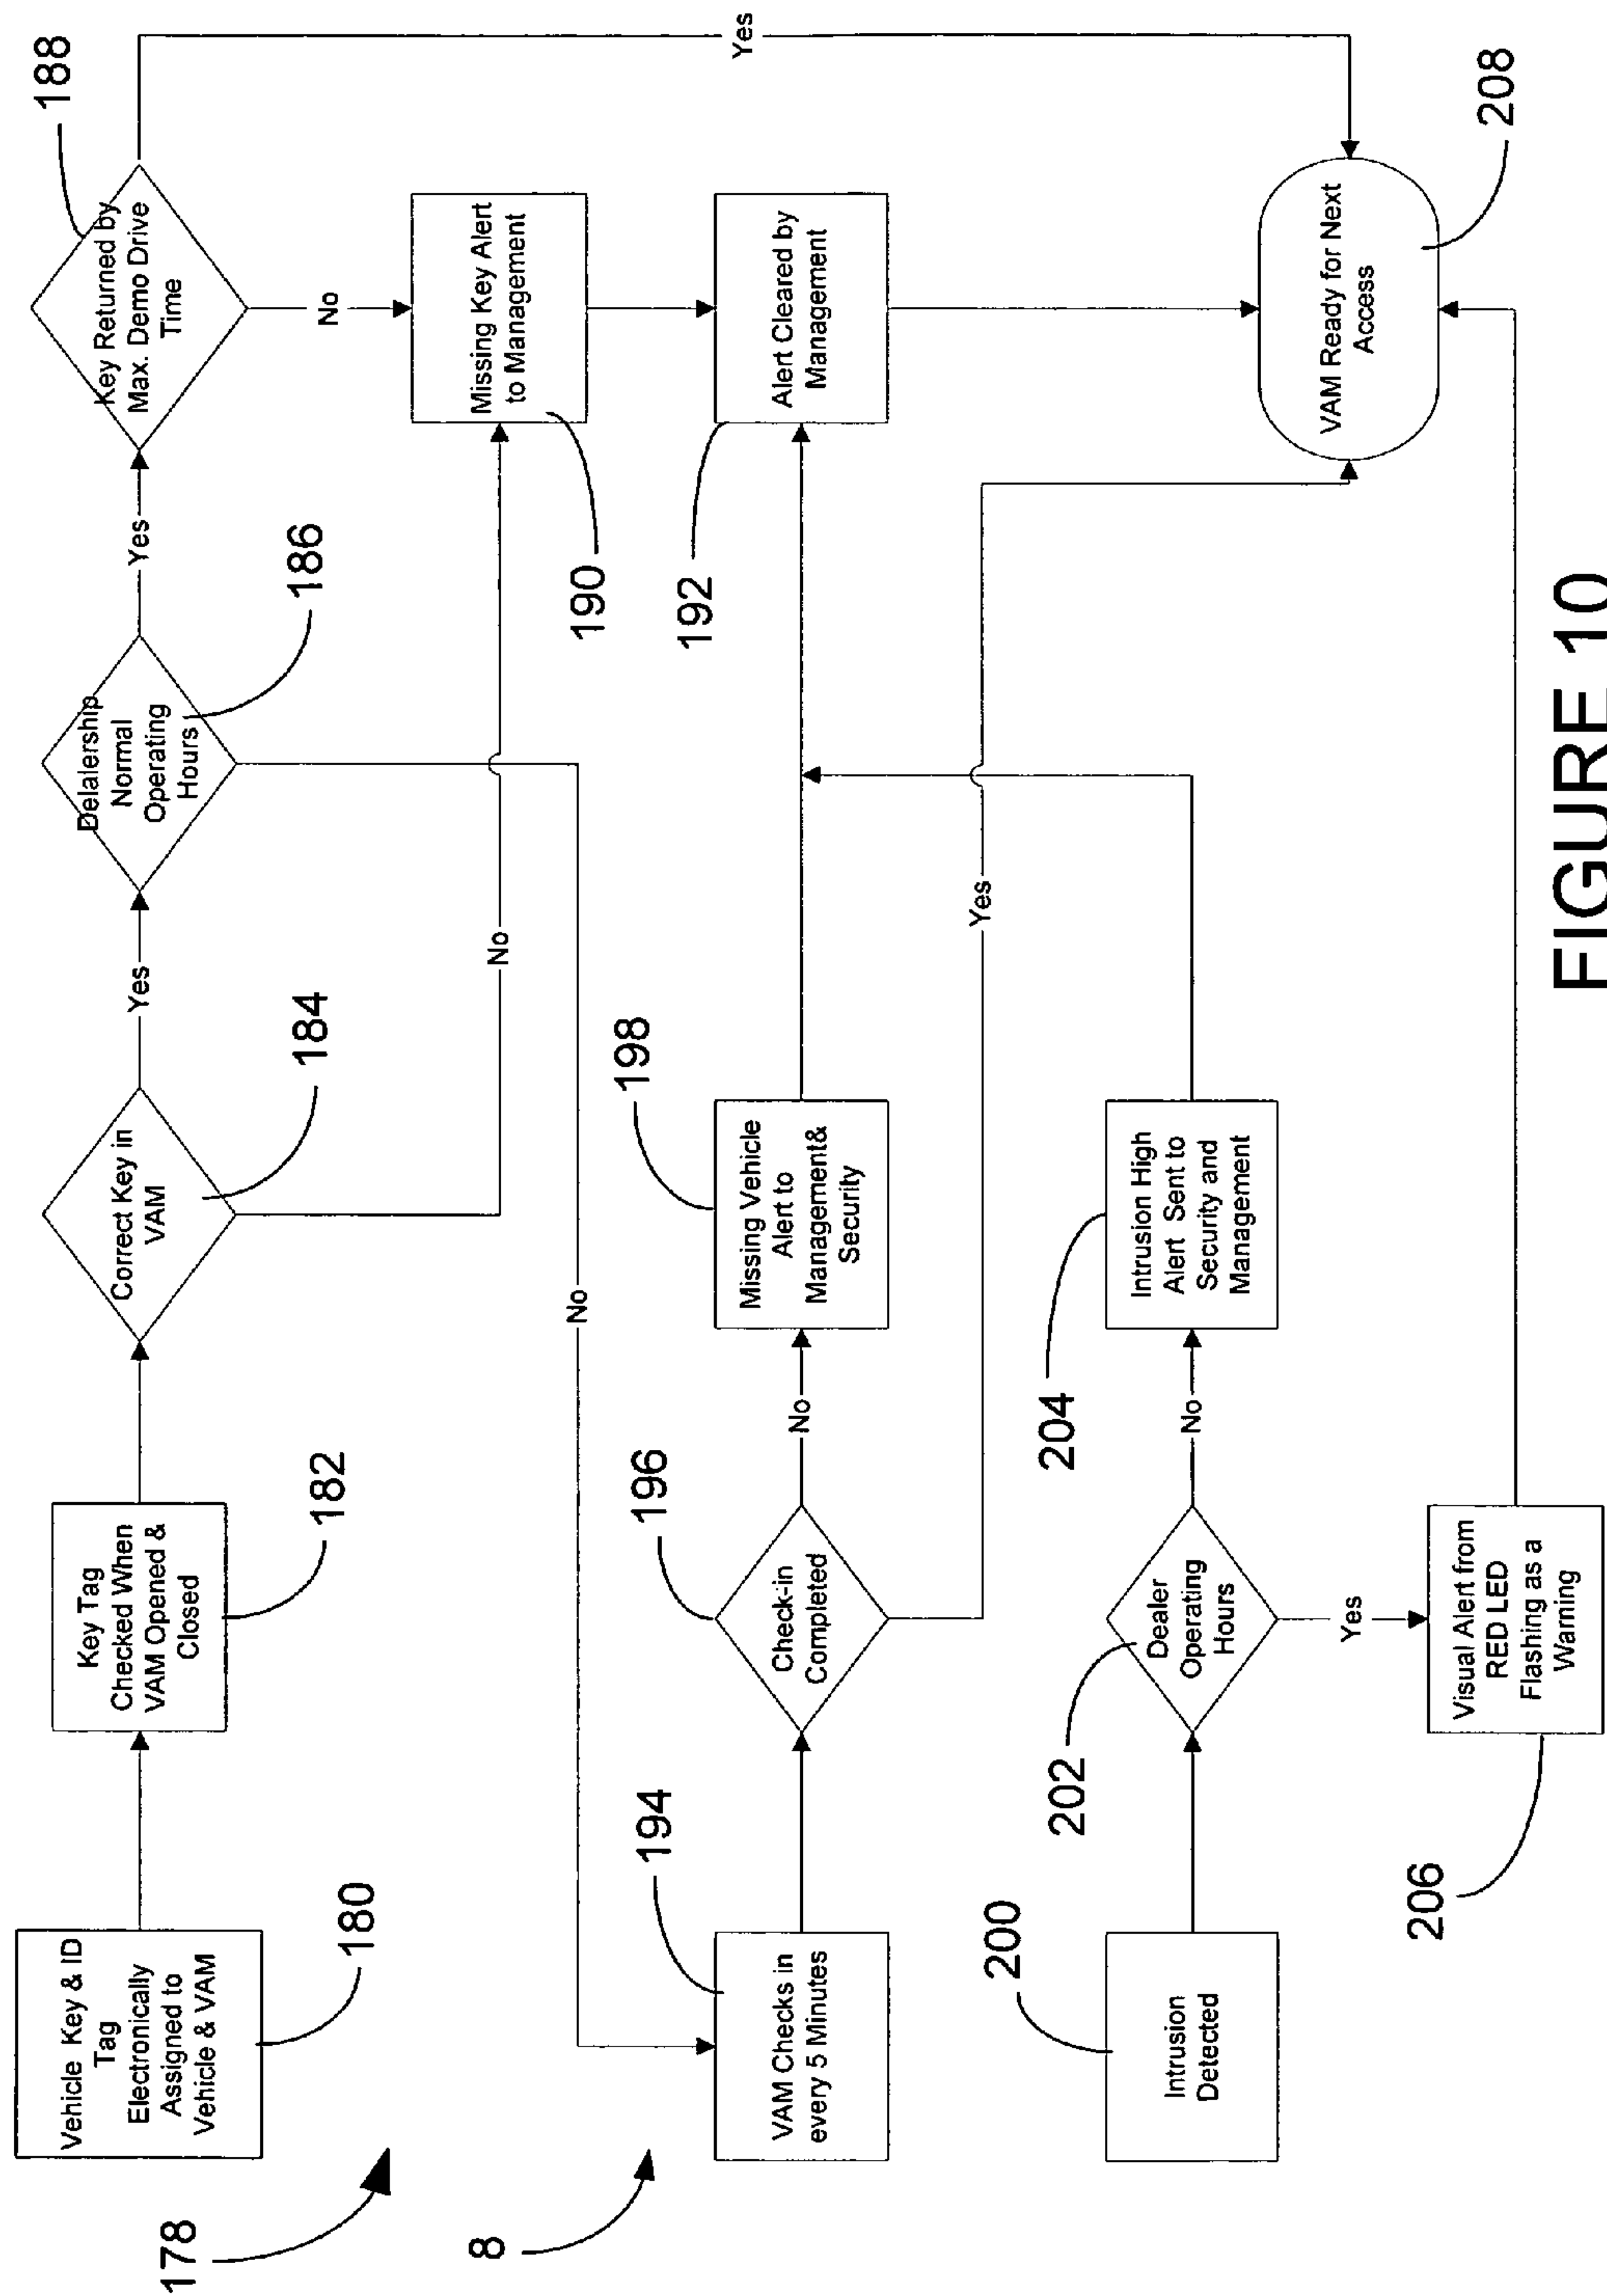 178
Vehicle Key & ID
Tag
Electronically
Assigned to
Vehicle & VAM
180
Key Tag
Checked When
VAM Opened &
Closed
182
Correct Key in
VAM
184
Yes
Delalership
Normal
Operating
Hours
186
Yes
Key Returned by
Max. Demo Drive
Time
188
Yes
No
No
No
Missing Key Alert
to Management
190
8
VAM Checks in
every 5 Minutes
194
Check-in
Completed
196
No
Missing Vehicle
Alert to
Management&
Security
198
Alert Cleared by
Management
192
Yes
Intrusion
Detected
200
Dealer
Operating
Hours
202
No
Intrusion High
Alert Sent to
Security and
Management
204
Yes
Visual Alert from
RED LED
Flashing as a
Warning
206
VAM Ready for Next
Access
208
FIGURE 10